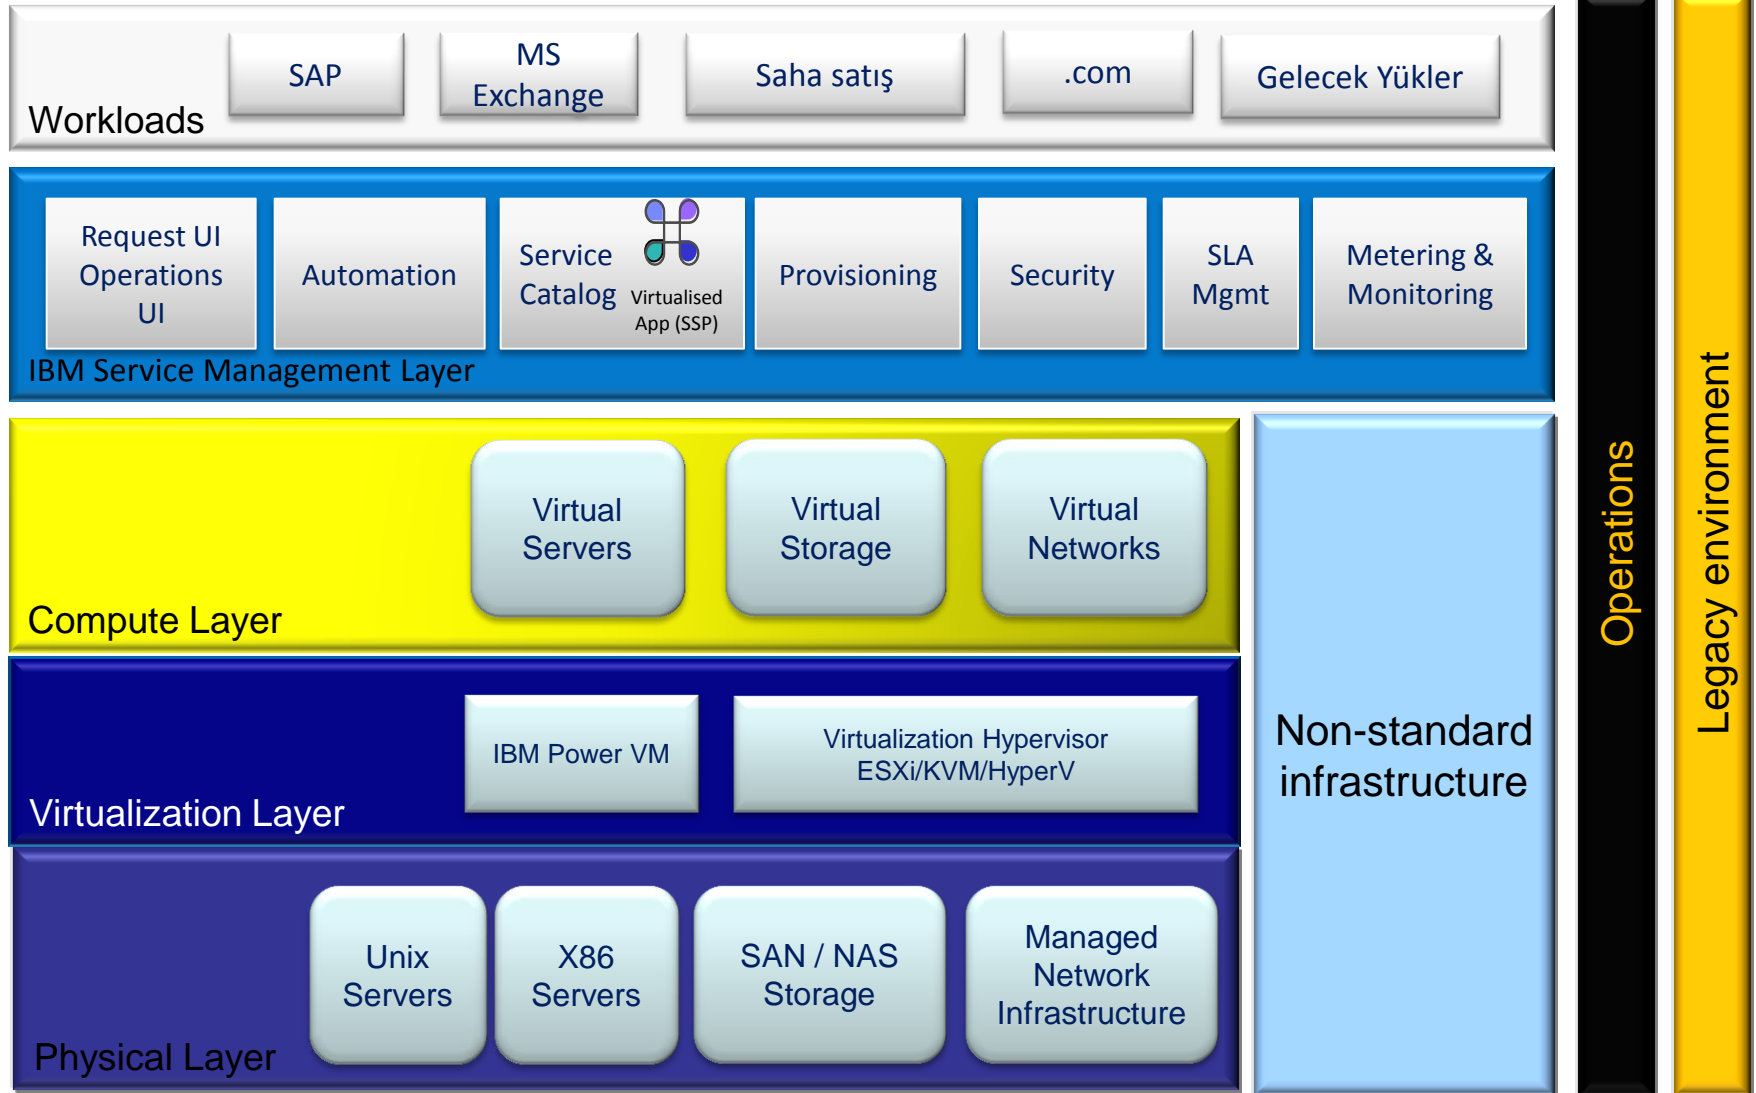 SAP
MS
Exchange
Saha satış
.com
Gelecek Yükler
Workloads
Request UI
Operations
UI
Automation
Service
Catalog
Virtualised
App (SSP)
Provisioning
Security
SLA
Mgmt
Metering &
Monitoring
IBM Service Management Layer
Virtual
Servers
Virtual
Storage
Virtual
Networks
Compute Layer
IBM Power VM
Virtualization Hypervisor
ESXi/KVM/HyperV
Virtualization Layer
Unix
Servers
X86
Servers
SAN / NAS
Storage
Managed
Network
Infrastructure
Physical Layer
Non-standard
infrastructure
Operations
Legacy environment